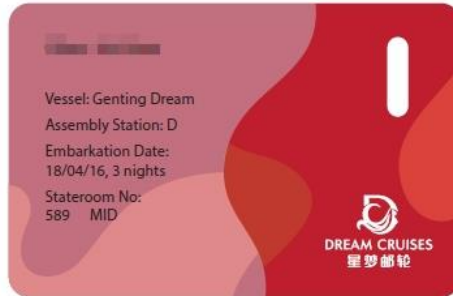 Vessel: Genting Dream
Assembly Station: D
Embarkation Date:
18/04/16, 3 nights
Stateroom No:
589 MID
DREAM CRUISES
星梦邮轮